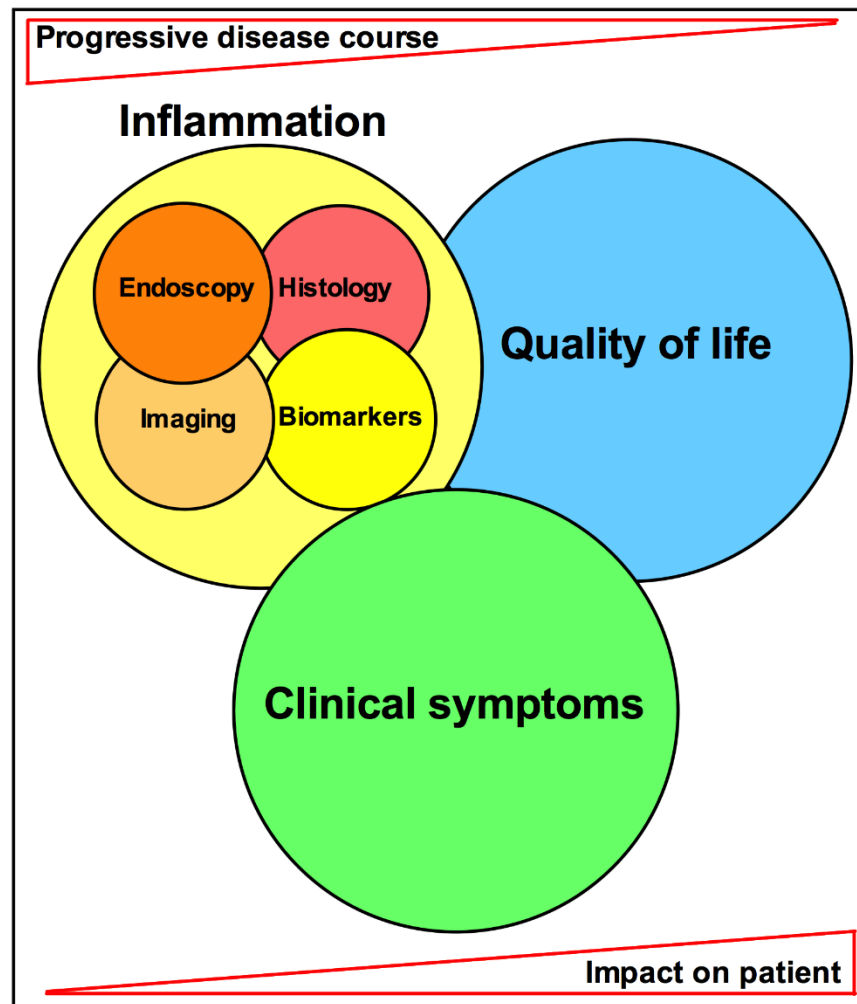 Progressive disease course
Inflammation
Endoscopy
Histology
Quality of life
Imaging
Biomarkers
Clinical symptoms
Impact on patient